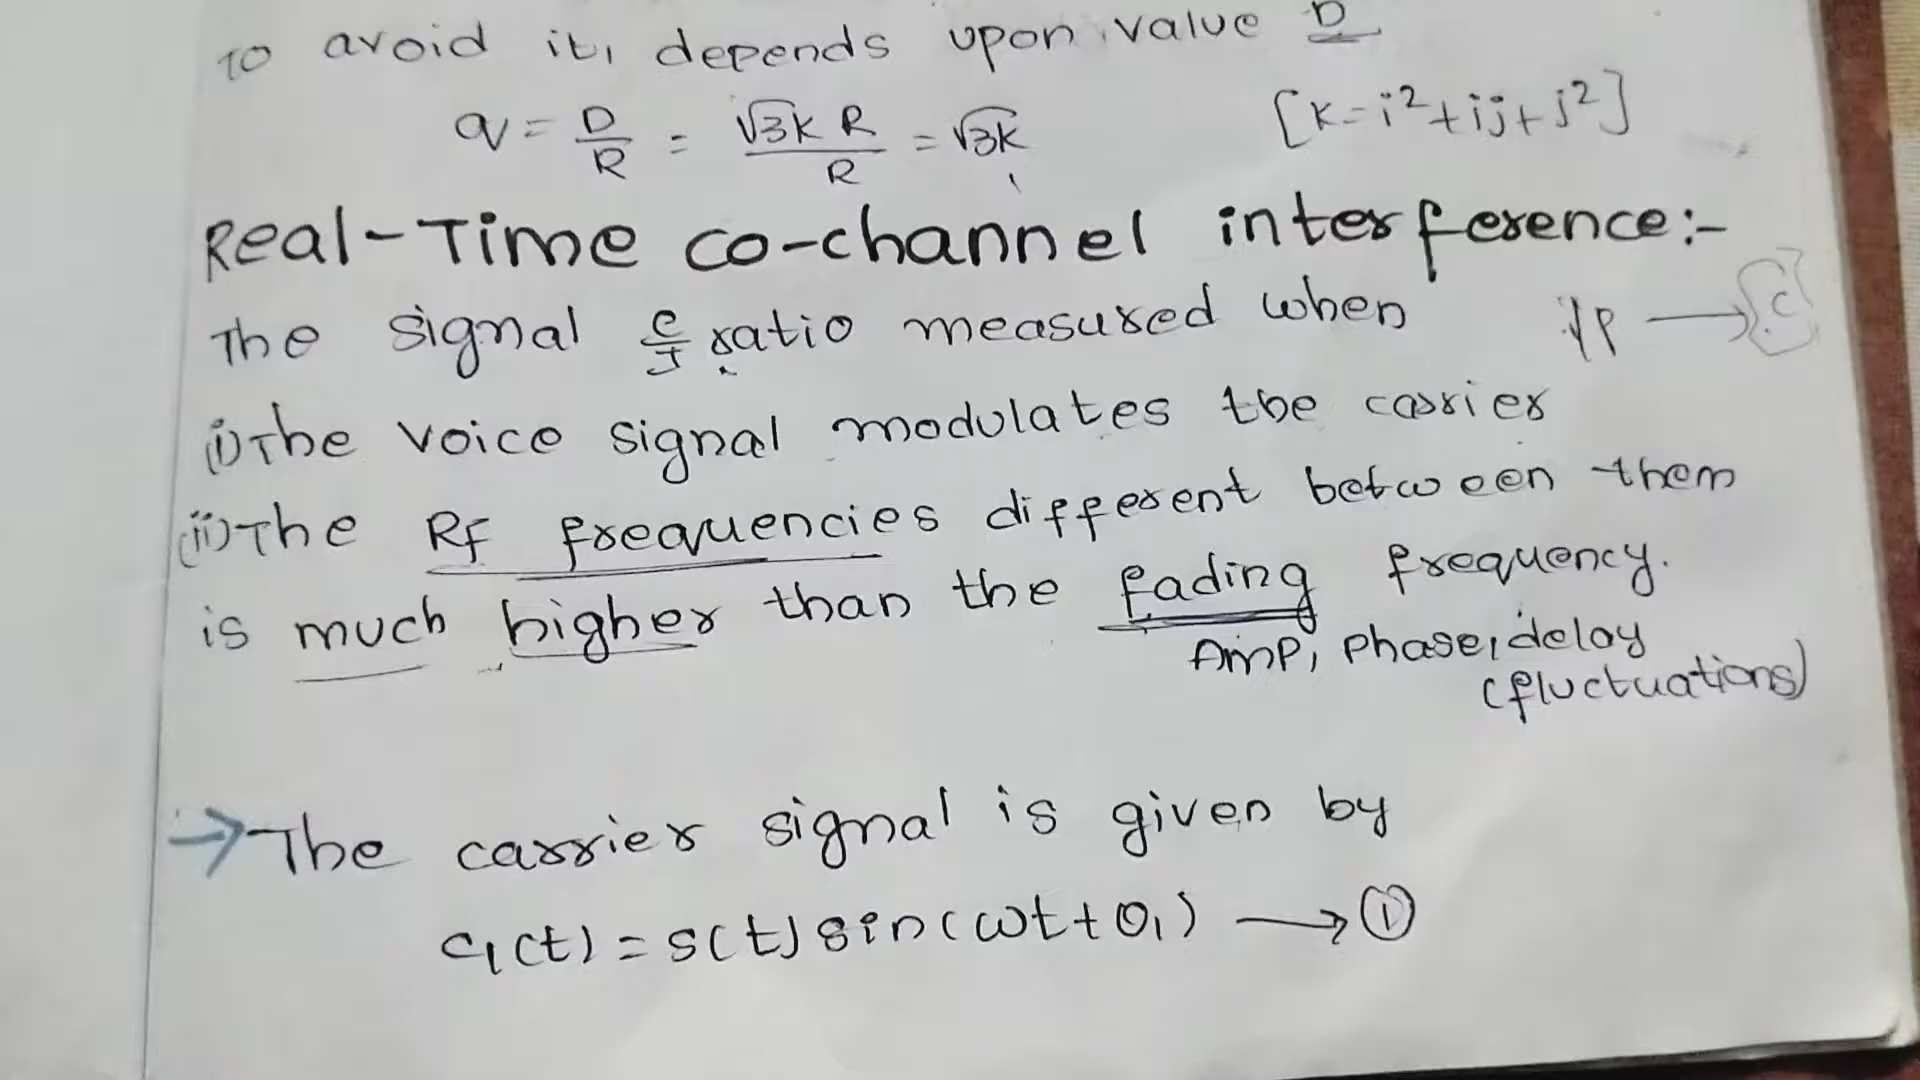 To avoid it, depends upon value D
q = D/R = √3K R/R = √3K [K=i²+ij+j²]
Real-Time co-channel interference:-
The signal C/I ratio measured when
I/P → C
(i) The voice signal modulates the carrier
(ii) The RF frequencies different between them
is much higher than the fading frequency.
Amp, phase, delay
(fluctuations)
→ The carrier signal is given by
c₁(t) = s(t) sin(ωt + θ₁) → ①